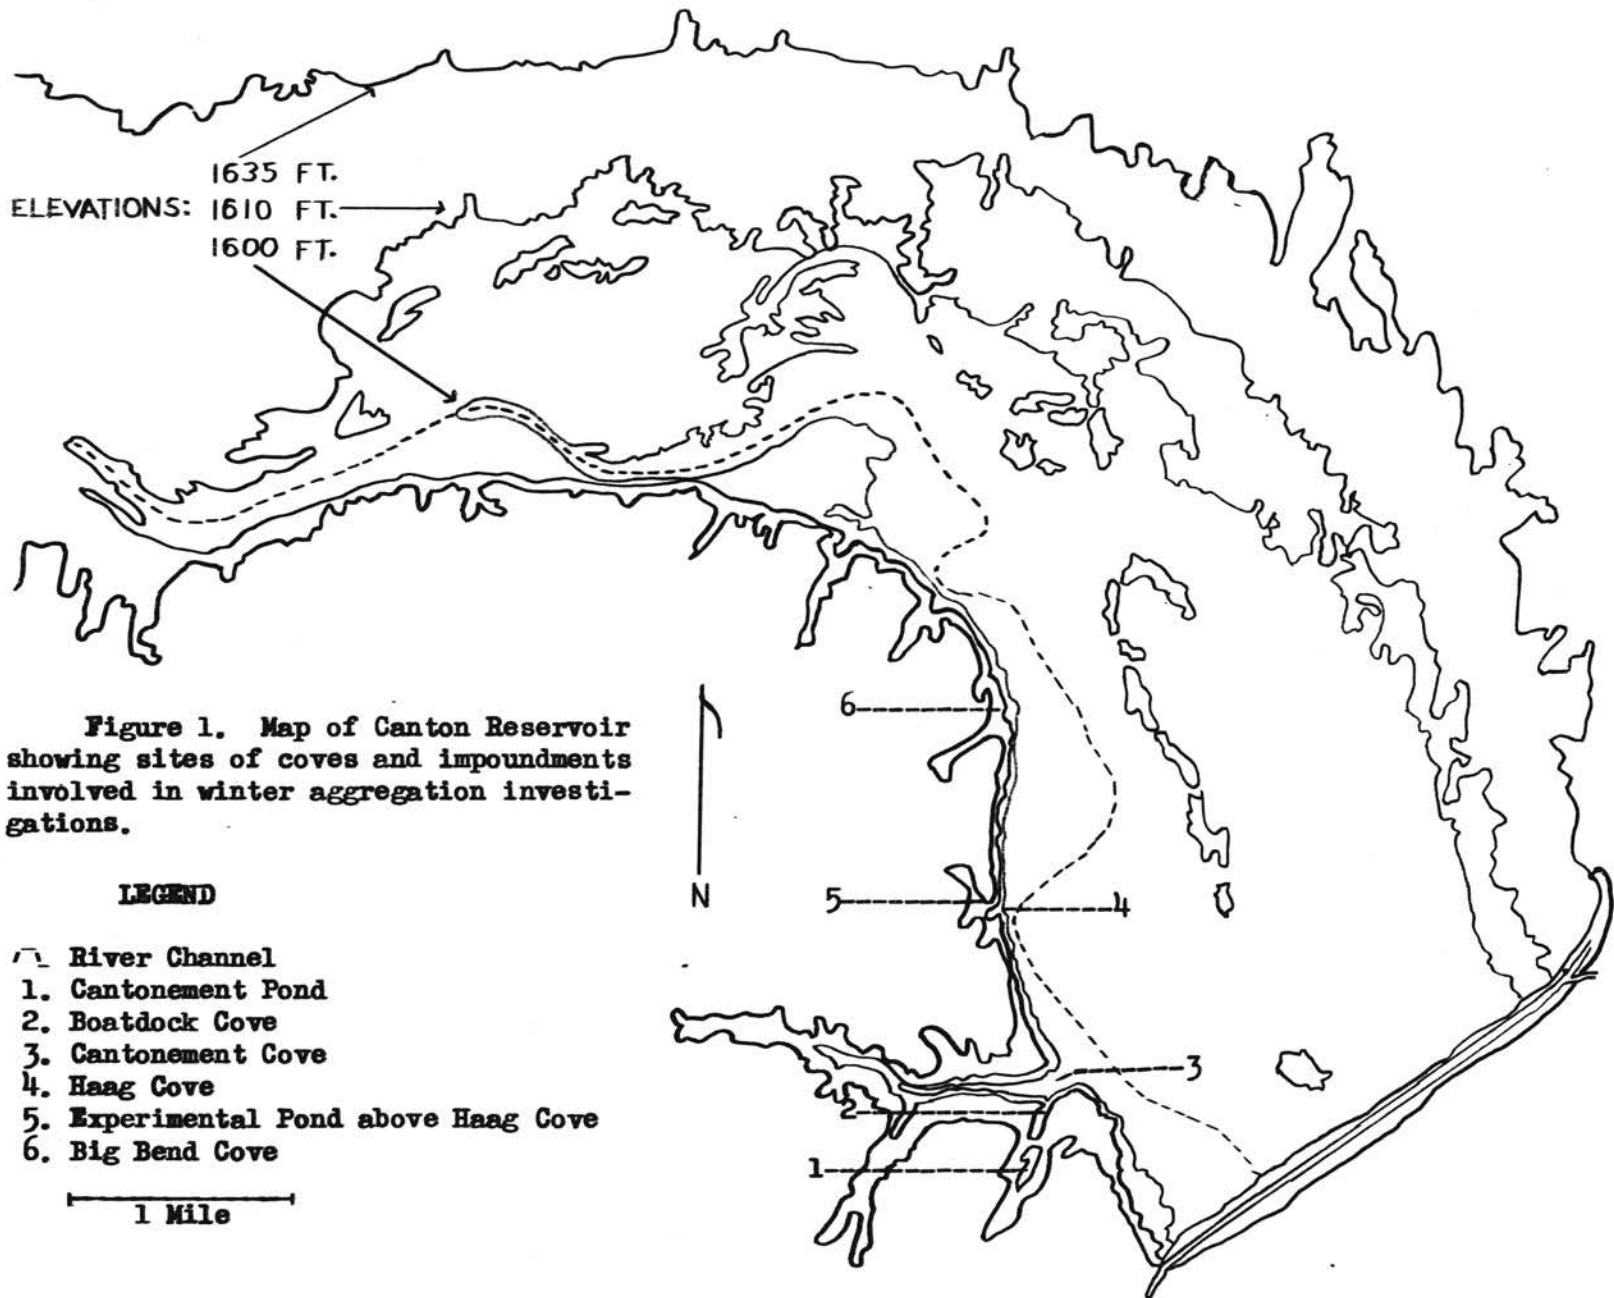 1635 FT.
ELEVATIONS: 1610 FT.
1600 FT.
6
5
4
3
2
1
N
Figure 1. Map of Canton Reservoir
showing sites of coves and impoundments
involved in winter aggregation investi-
gations.
LEGEND
River Channel
1. Cantonement Pond
2. Boatdock Cove
3. Cantonement Cove
4. Haag Cove
5. Experimental Pond above Haag Cove
6. Big Bend Cove
1 Mile